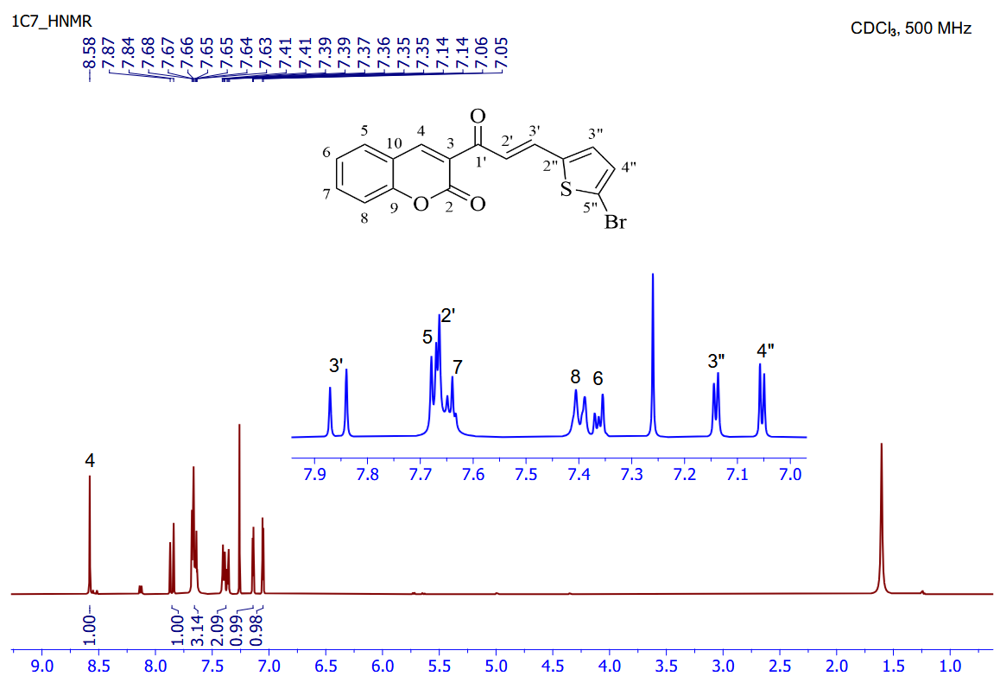 1C7_HNMR
CDCl₃, 500 MHz
8.58 7.87 7.84 7.68 7.67 7.66 7.65 7.65 7.64 7.63 7.41 7.41 7.39 7.39 7.37 7.36 7.35 7.35 7.14 7.14 7.06 7.05
O
5 4 2' 3' 3''
10 3
6 1' 2'' 4''
7 S
O O 5''
8 9 2
Br
2'
5
3' 7 8 6 3'' 4''
7.9 7.8 7.7 7.6 7.5 7.4 7.3 7.2 7.1 7.0
4
1.00 1.00 3.14 2.09 0.99 0.98
9.0 8.5 8.0 7.5 7.0 6.5 6.0 5.5 5.0 4.5 4.0 3.5 3.0 2.5 2.0 1.5 1.0